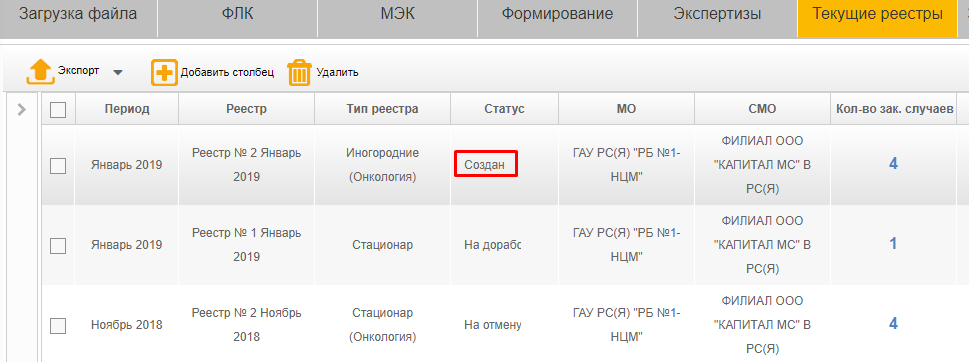 Загрузка файла ФЛК МЭК Формирование Экспертизы Текущие реестры
Экспорт Добавить столбец Удалить
Период Реестр Тип реестра Статус МО СМО Кол-во зак. случаев
Январь 2019
Реестр № 2 Январь
2019
Иногородние
(Онкология)
Создан
ГАУ РС(Я) "РБ №1-
НЦМ"
ФИЛИАЛ ООО
"КАПИТАЛ МС" В
РС(Я)
4
Январь 2019
Реестр № 1 Январь
2019
Стационар
На дорабо
ГАУ РС(Я) "РБ №1-
НЦМ"
ФИЛИАЛ ООО
"КАПИТАЛ МС" В
РС(Я)
1
Ноябрь 2018
Реестр № 2 Ноябрь
2018
Стационар
(Онкология)
На отмену
ГАУ РС(Я) "РБ №1-
НЦМ"
ФИЛИАЛ ООО
"КАПИТАЛ МС" В
РС(Я)
4